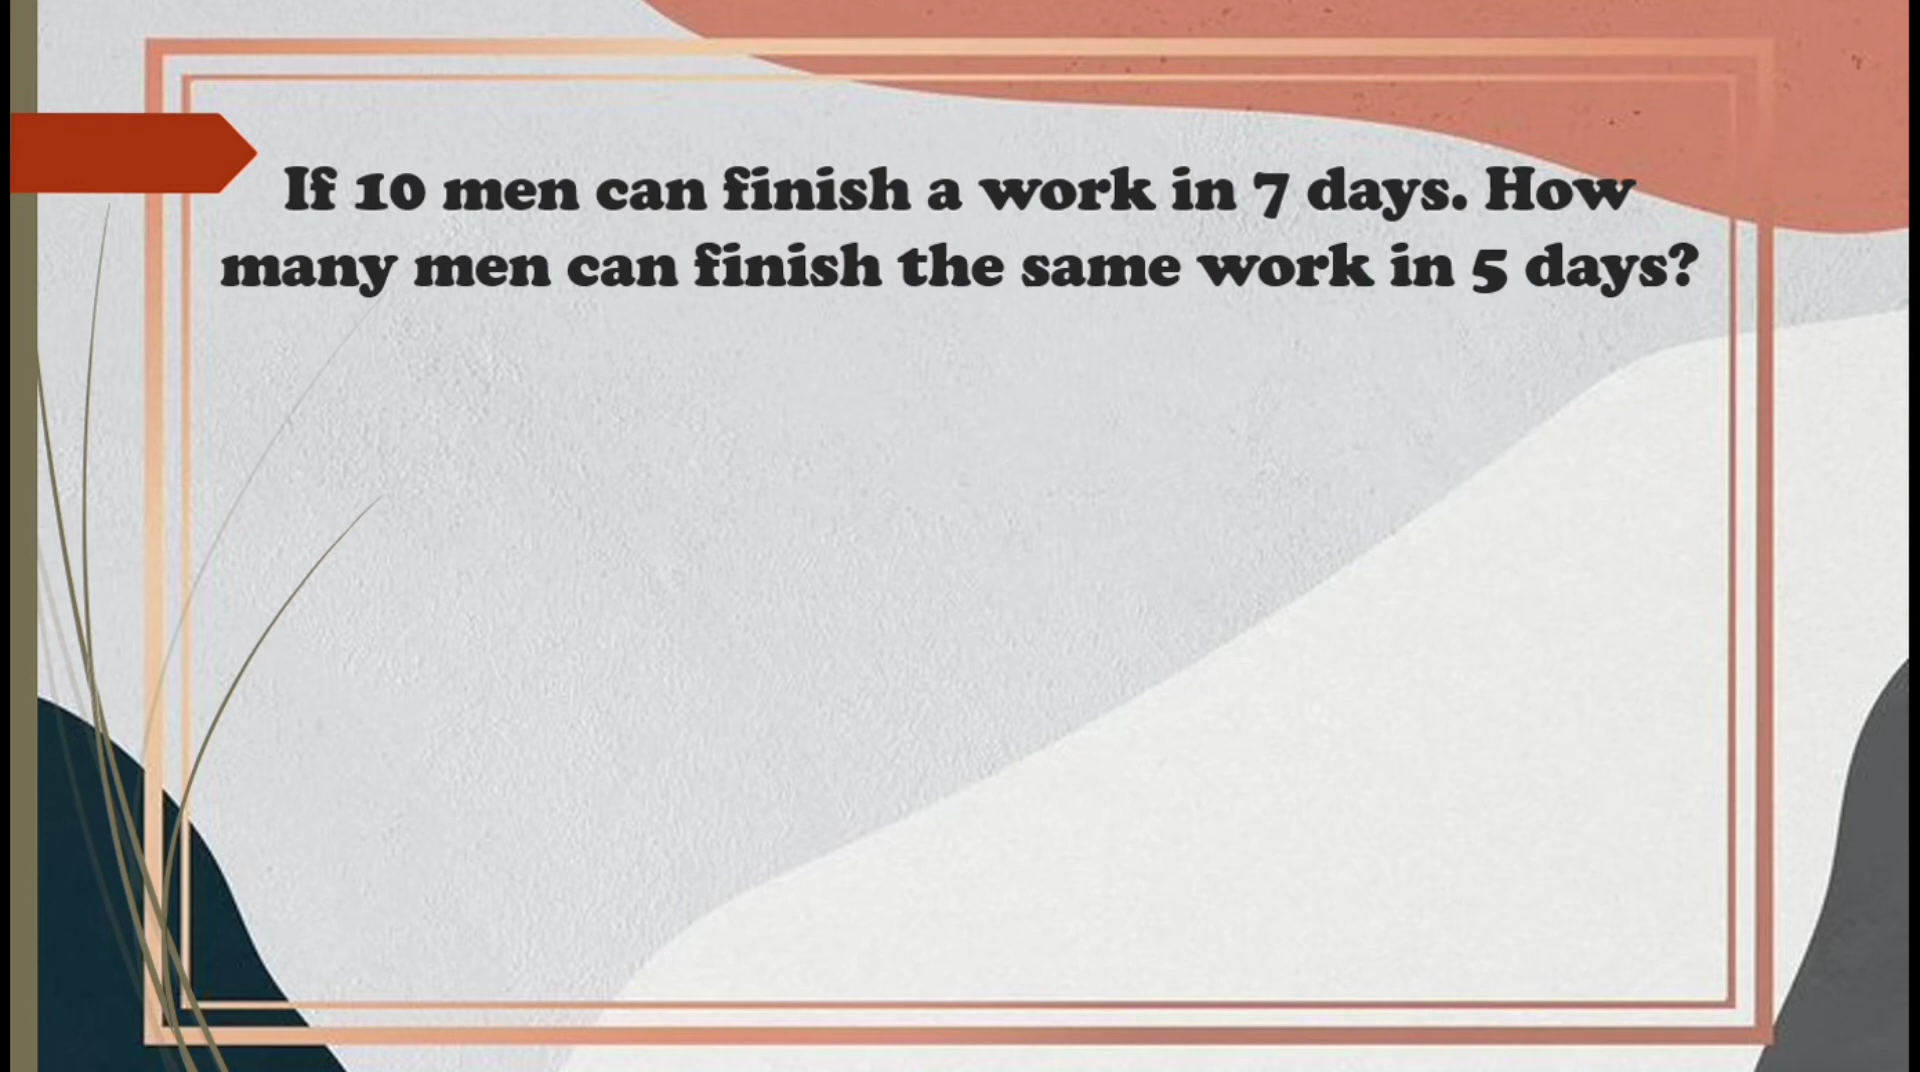 If 10 men can finish a work in 7 days. How
many men can finish the same work in 5 days?